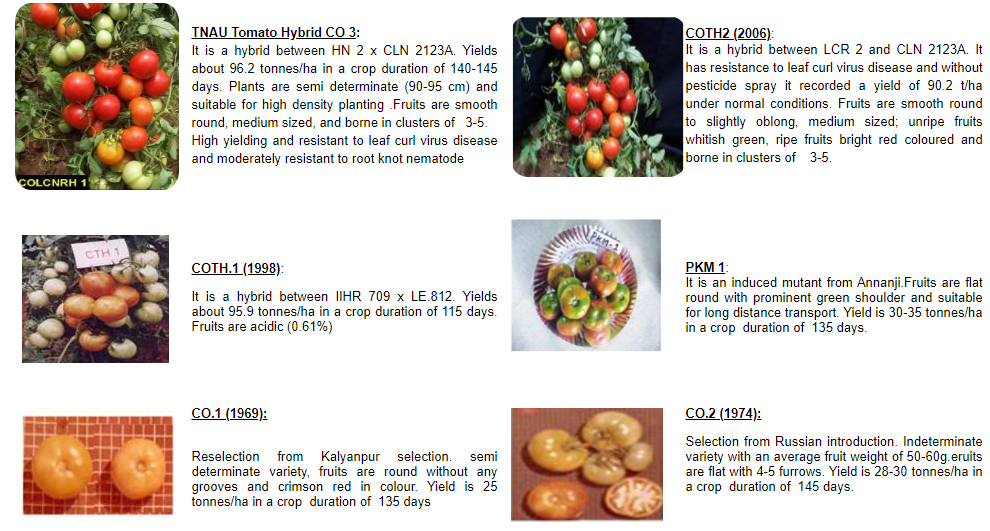 TNAU Tomato Hybrid CO 3:
It is a hybrid between HN 2 x CLN 2123A. Yields
about 96.2 tonnes/ha in a crop duration of 140-145
days. Plants are semi determinate (90-95 cm) and
suitable for high density planting .Fruits are smooth
round, medium sized, and borne in clusters of 3-5.
High yielding and resistant to leaf curl virus disease
and moderately resistant to root knot nematode
COLCNRH 1
COTH2 (2006):
It is a hybrid between LCR 2 and CLN 2123A. It
has resistance to leaf curl virus disease and without
pesticide spray it recorded a yield of 90.2 t/ha
under normal conditions. Fruits are smooth round
to slightly oblong, medium sized; unripe fruits
whitish green, ripe fruits bright red coloured and
borne in clusters of 3-5.
CTH 1
COTH.1 (1998):
It is a hybrid between IIHR 709 x LE.812. Yields
about 95.9 tonnes/ha in a crop duration of 115 days.
Fruits are acidic (0.61%)
PKM-1
PKM 1:
It is an induced mutant from Annanji.Fruits are flat
round with prominent green shoulder and suitable
for long distance transport. Yield is 30-35 tonnes/ha
in a crop duration of 135 days.
CO.1 (1969):
Reselection from Kalyanpur selection. semi
determinate variety, fruits are round without any
grooves and crimson red in colour. Yield is 25
tonnes/ha in a crop duration of 135 days
CO.2 (1974):
Selection from Russian introduction. Indeterminate
variety with an average fruit weight of 50-60g.eruits
are flat with 4-5 furrows. Yield is 28-30 tonnes/ha in
a crop duration of 145 days.